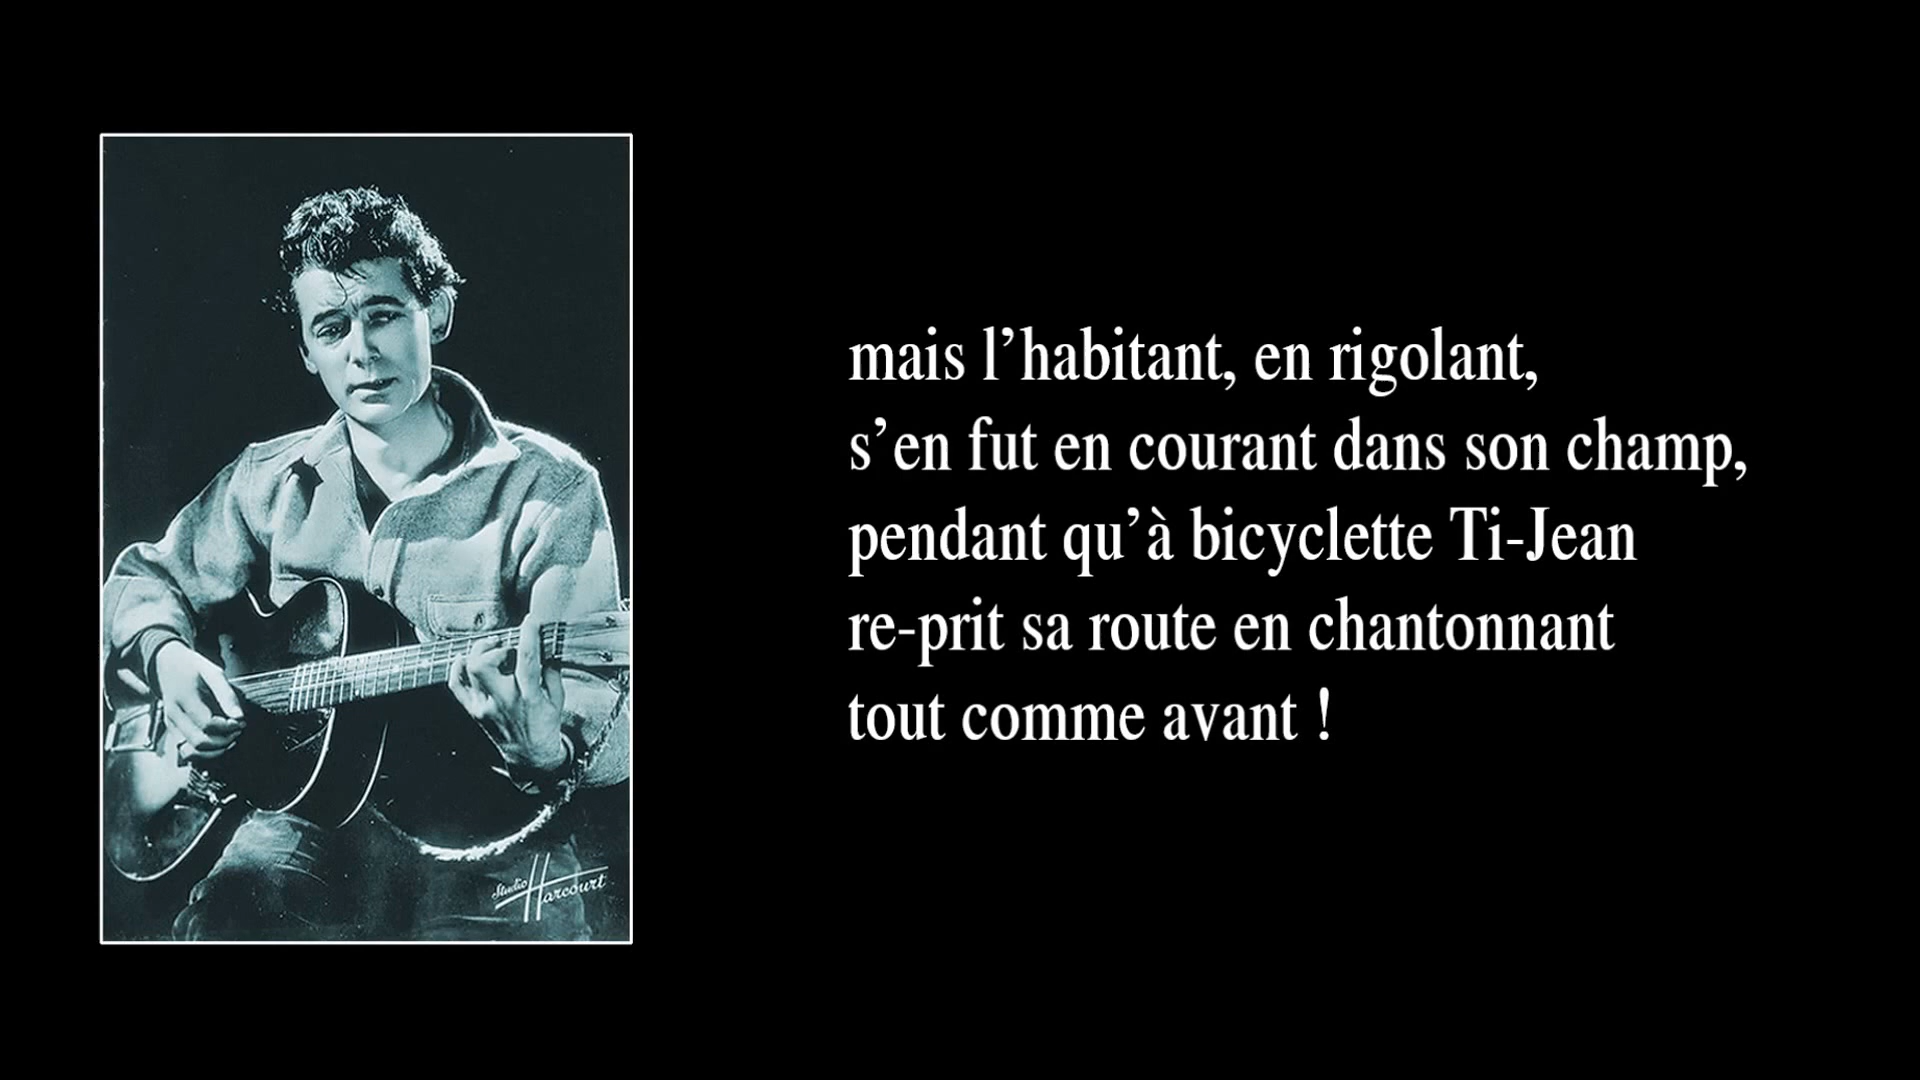 mais l’habitant, en rigolant,
s’en fut en courant dans son champ,
pendant qu’à bicyclette Ti-Jean
re-prit sa route en chantonnant
tout comme avant !
Studio Harcourt